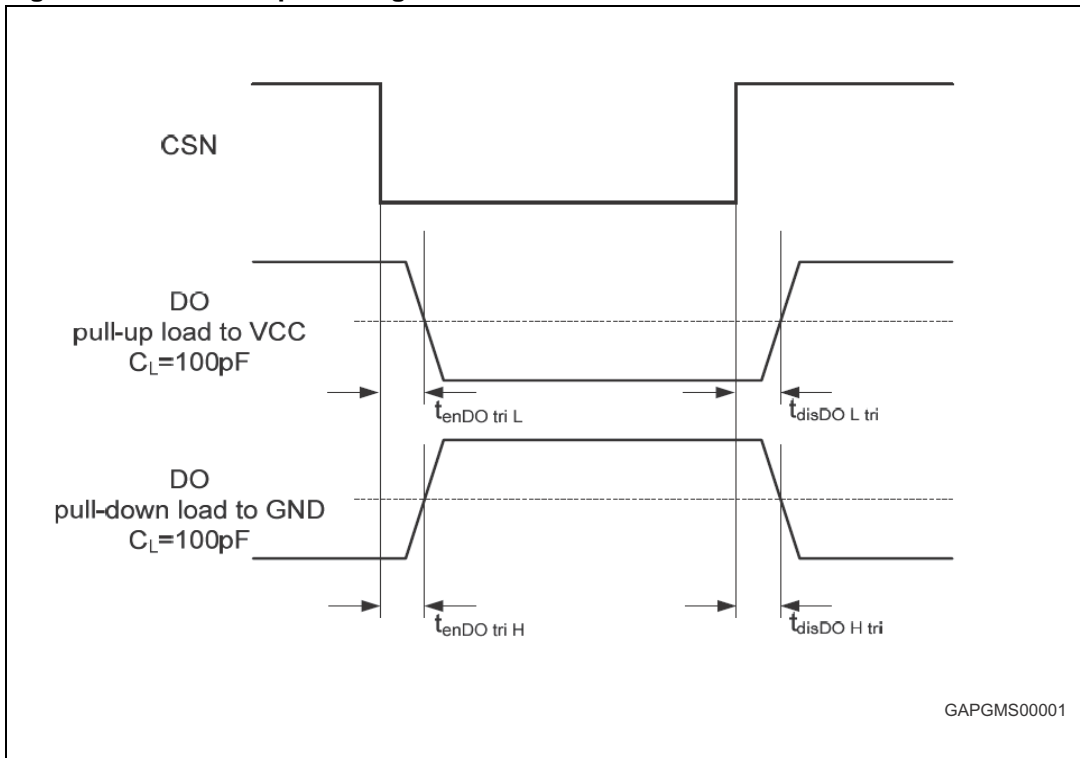 CSN
DO
pull-up load to VCC
CL=100pF
tenDO tri L
tdisDO L tri
DO
pull-down load to GND
CL=100pF
tenDO tri H
tdisDO H tri
GAPGMS00001